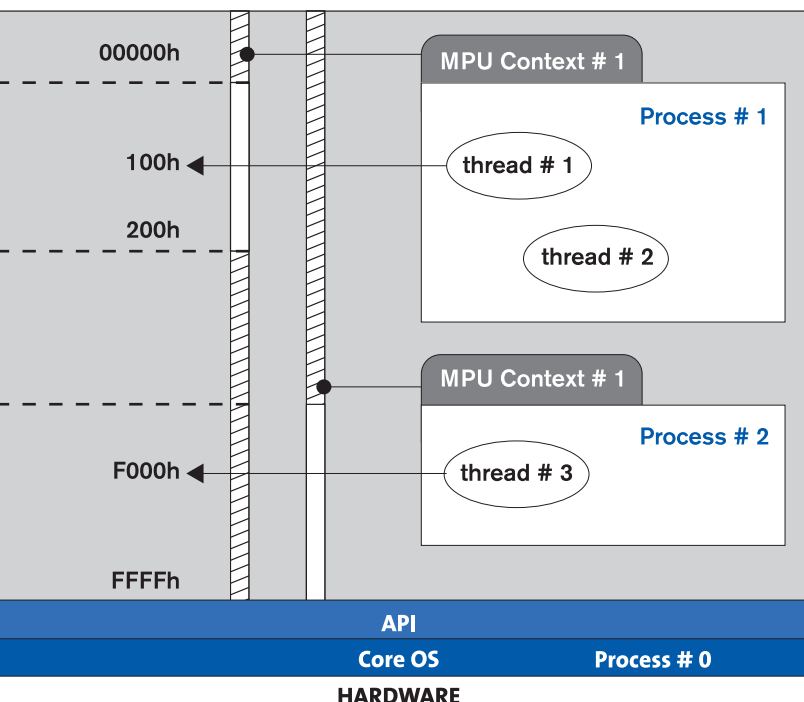 00000h
MPU Context # 1
Process # 1
100h
thread # 1
200h
thread # 2
MPU Context # 1
Process # 2
F000h
thread # 3
FFFFh
API
Core OS Process # 0
HARDWARE